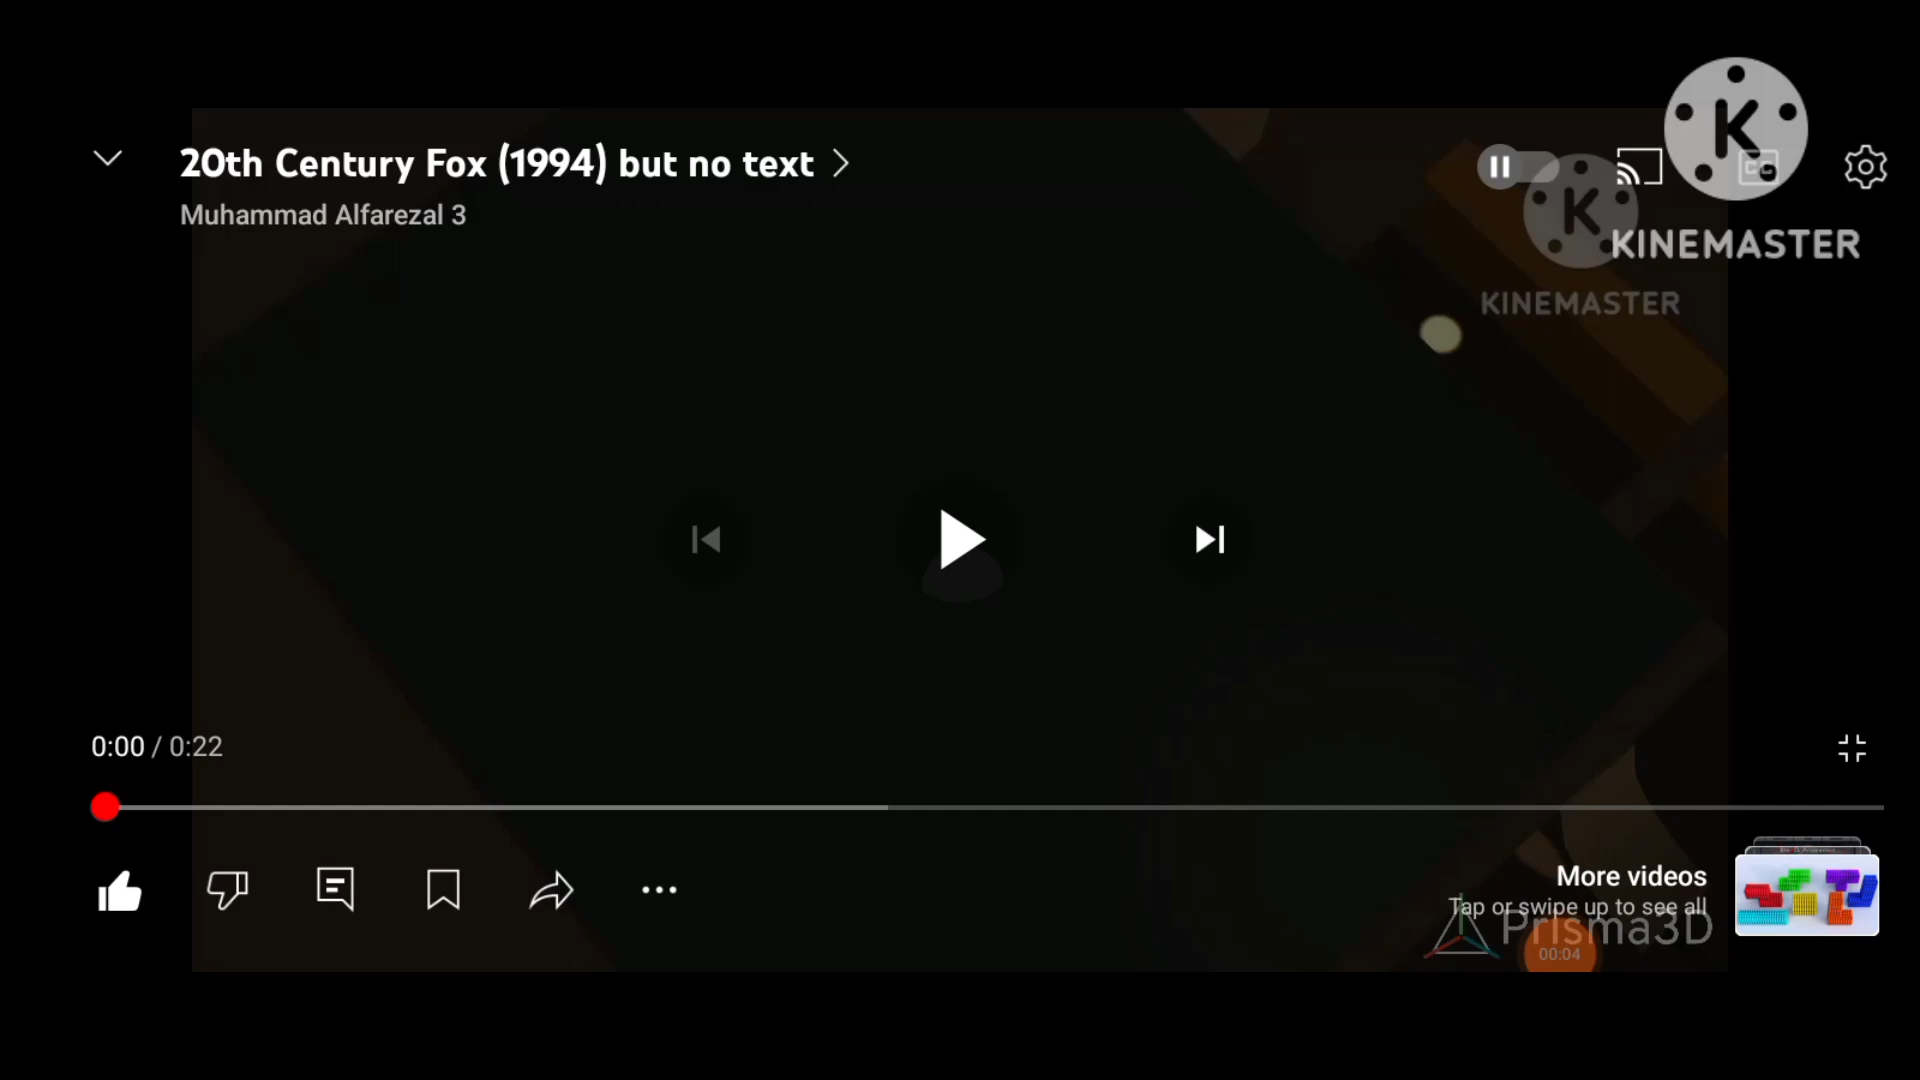 20th Century Fox (1994) but no text
Muhammad Alfarezal 3
CC
KINEMASTER
KINEMASTER
0:00 / 0:22
More videos
Tap or swipe up to see all
Prisma3D
00:04